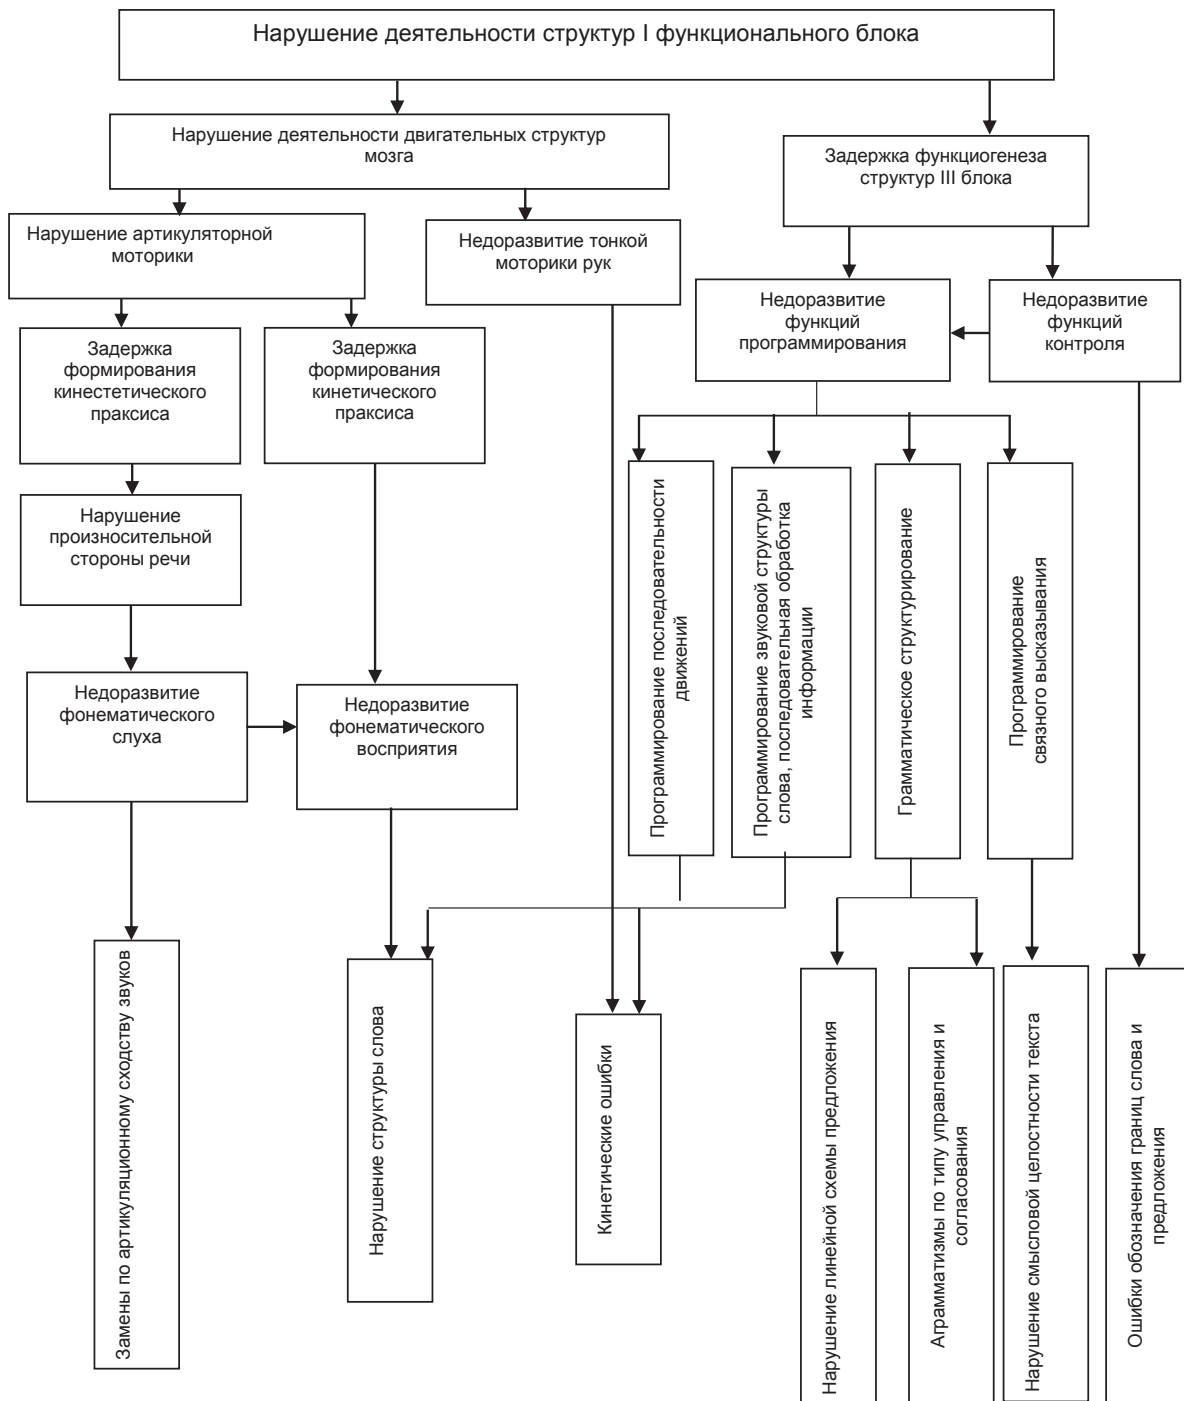 Нарушение деятельности структур I функционального блока
Нарушение деятельности двигательных структур
мозга
Задержка функциогенеза
структур III блока
Нарушение артикуляторной
моторики
Недоразвитие тонкой
моторики рук
Недоразвитие
функций
программирования
Недоразвитие
функций
контроля
Задержка
формирования
кинестетического
праксиса
Задержка
формирования
кинетического
праксиса
Нарушение
произносительной
стороны речи
Недоразвитие
фонематического
слуха
Недоразвитие
фонематического
восприятия
Программирование последовательности
движений
Программирование звуковой структуры
слова, последовательная обработка
информации
Грамматическое структурирование
Программирование
связного высказывания
Замены по артикуляционному сходству звуков
Нарушение структуры слова
Кинетические ошибки
Нарушение линейной схемы предложения
Аграмматизмы по типу управления и
согласования
Нарушение смысловой целостности текста
Ошибки обозначения границ слова и
предложения